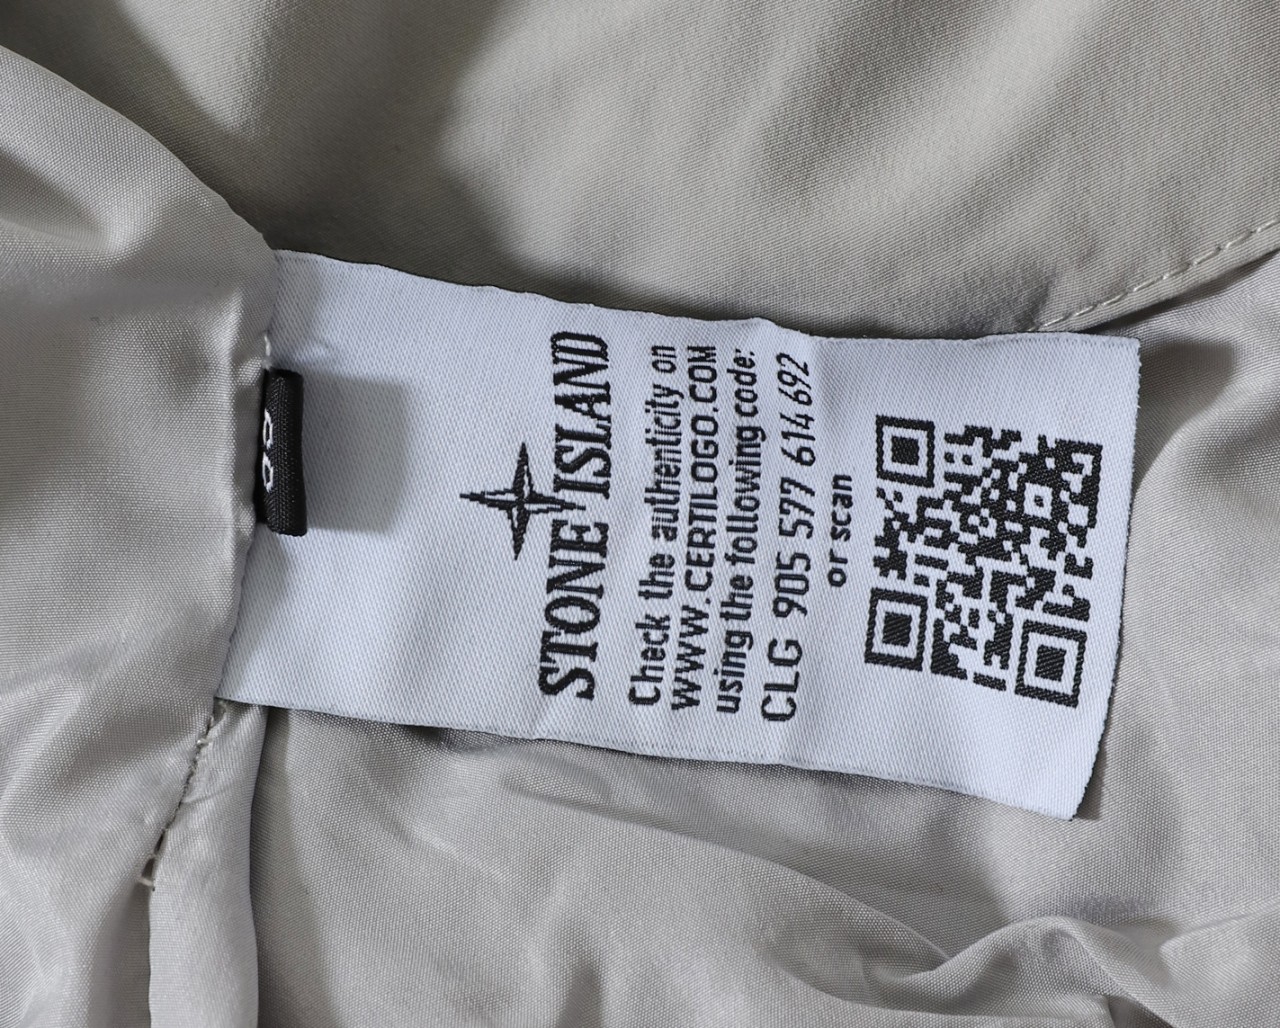 STONE ISLAND
Check the authenticity on
WWW.CERTILOGO.COM
using the following code:
CLG 905 577 614 692
or scan